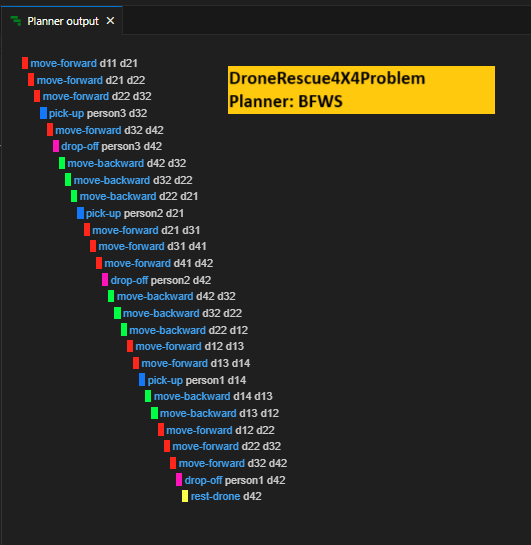 Planner output
DroneRescue4X4Problem
Planner: BFWS
move-forward d11 d21
move-forward d21 d22
move-forward d22 d32
pick-up person3 d32
move-forward d32 d42
drop-off person3 d42
move-backward d42 d32
move-backward d32 d22
move-backward d22 d21
pick-up person2 d21
move-forward d21 d31
move-forward d31 d41
move-forward d41 d42
drop-off person2 d42
move-backward d42 d32
move-backward d32 d22
move-backward d22 d12
move-forward d12 d13
move-forward d13 d14
pick-up person1 d14
move-backward d14 d13
move-backward d13 d12
move-forward d12 d22
move-forward d22 d32
move-forward d32 d42
drop-off person1 d42
rest-drone d42